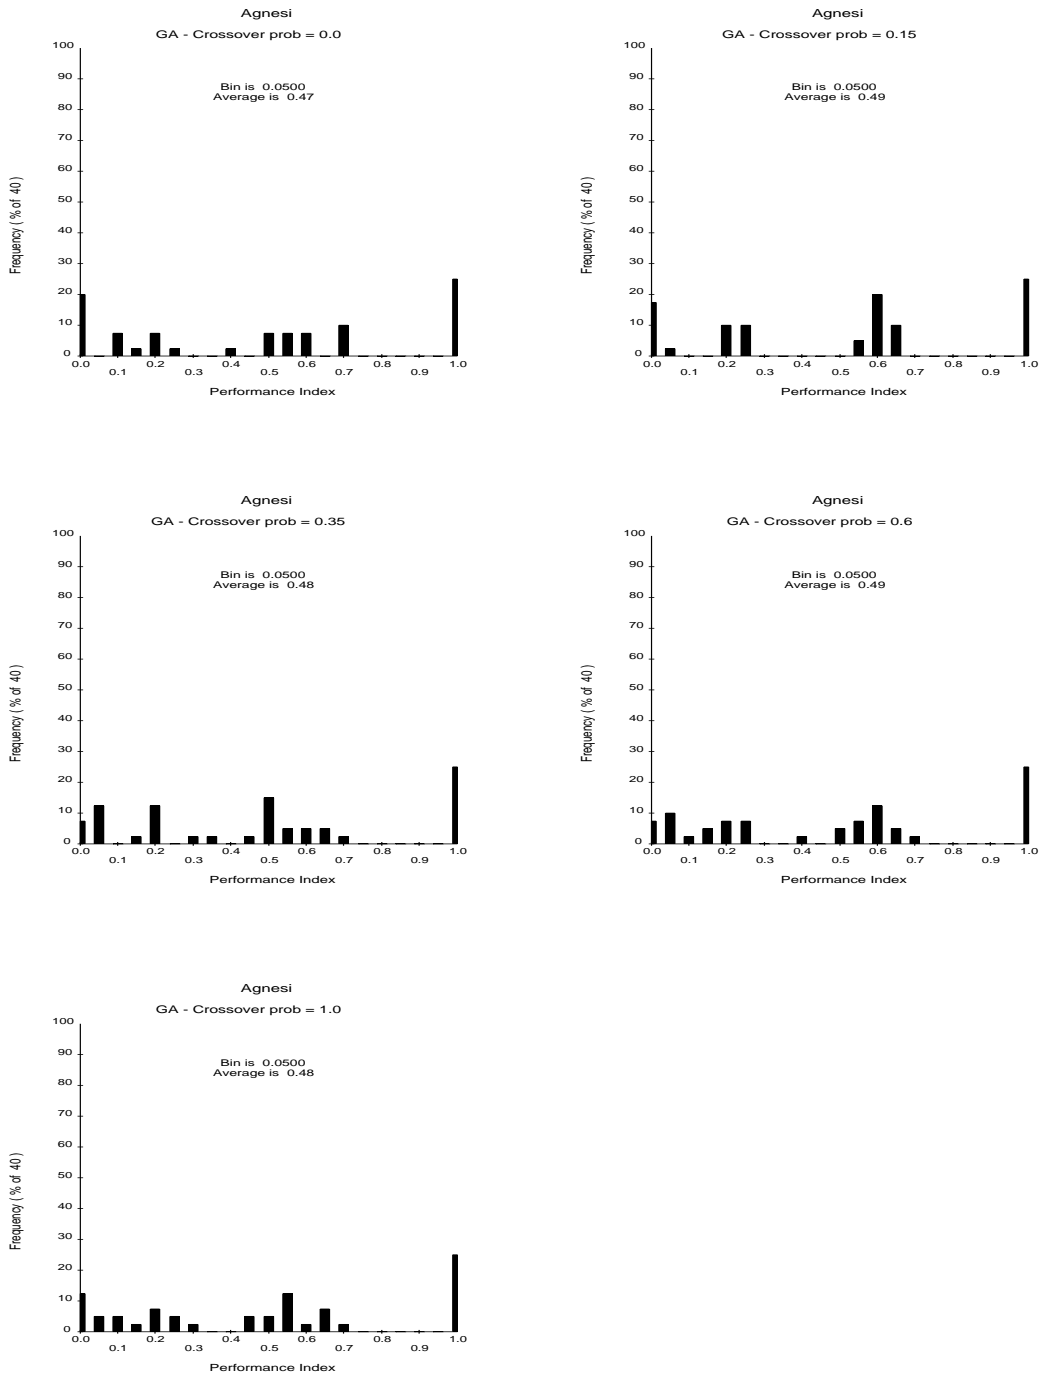 Agnesi
GA - Crossover prob = 0.0
100
90
80
70
60
50
40
30
20
10
0
Bin is 0.0500
Average is 0.47
Frequency ( % of 40 )
0.0 0.2 0.4 0.6 0.8 1.0
0.1 0.3 0.5 0.7 0.9
Performance Index
Agnesi
GA - Crossover prob = 0.15
100
90
80
70
60
50
40
30
20
10
0
Bin is 0.0500
Average is 0.49
Frequency ( % of 40 )
0.0 0.2 0.4 0.6 0.8 1.0
0.1 0.3 0.5 0.7 0.9
Performance Index
Agnesi
GA - Crossover prob = 0.35
100
90
80
70
60
50
40
30
20
10
0
Bin is 0.0500
Average is 0.48
Frequency ( % of 40 )
0.0 0.2 0.4 0.6 0.8 1.0
0.1 0.3 0.5 0.7 0.9
Performance Index
Agnesi
GA - Crossover prob = 0.6
100
90
80
70
60
50
40
30
20
10
0
Bin is 0.0500
Average is 0.49
Frequency ( % of 40 )
0.0 0.2 0.4 0.6 0.8 1.0
0.1 0.3 0.5 0.7 0.9
Performance Index
Agnesi
GA - Crossover prob = 1.0
100
90
80
70
60
50
40
30
20
10
0
Bin is 0.0500
Average is 0.48
Frequency ( % of 40 )
0.0 0.2 0.4 0.6 0.8 1.0
0.1 0.3 0.5 0.7 0.9
Performance Index